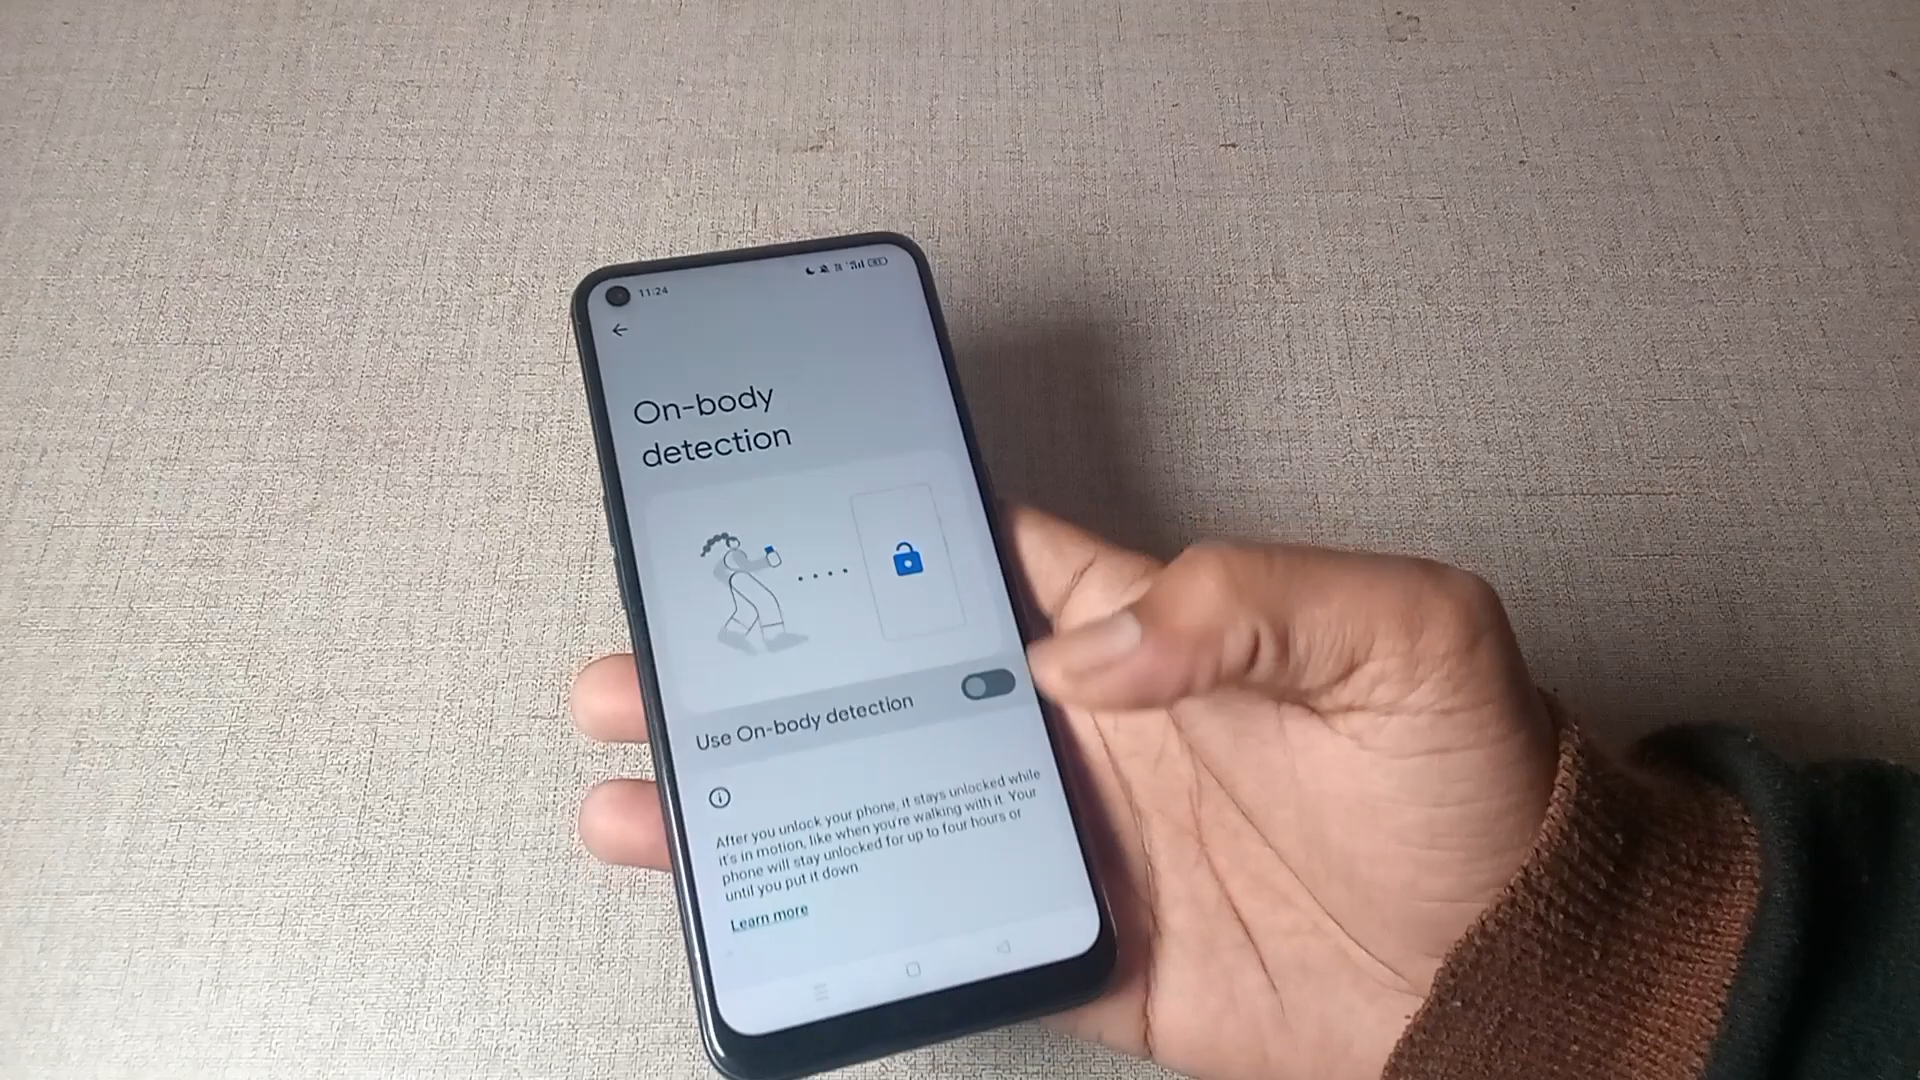 11:24
On-body
detection
Use On-body detection
After you unlock your phone, it stays unlocked while
it's in motion, like when you're walking with it. Your
phone will stay unlocked for up to four hours or
until you put it down
Learn more